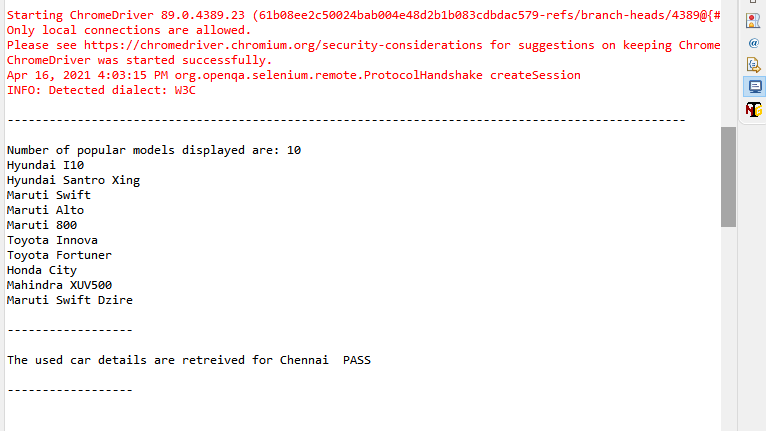 Starting ChromeDriver 89.0.4389.23 (61b08ee2c50024bab004e48d2b1b083cdbdac579-refs/branch-heads/4389@{#
Only local connections are allowed.
Please see https://chromedriver.chromium.org/security-considerations for suggestions on keeping Chrome
ChromeDriver was started successfully.
Apr 16, 2021 4:03:15 PM org.openqa.selenium.remote.ProtocolHandshake createSession
INFO: Detected dialect: W3C
-------------------------------------------------------------------------------------------------
Number of popular models displayed are: 10
Hyundai I10
Hyundai Santro Xing
Maruti Swift
Maruti Alto
Maruti 800
Toyota Innova
Toyota Fortuner
Honda City
Mahindra XUV500
Maruti Swift Dzire
------------------
The used car details are retreived for Chennai  PASS
------------------